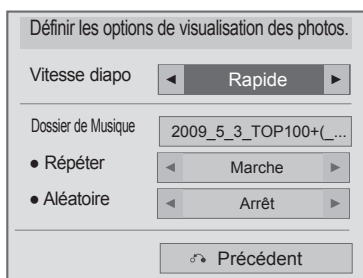 Définir les options de visualisation des photos.
Vitesse diapo ◄ Rapide ►
Dossier de Musique 2009_5_3_TOP100+(_...
● Répéter ◄ Marche ►
● Aléatoire ◄ Arrêt ►
Précédent